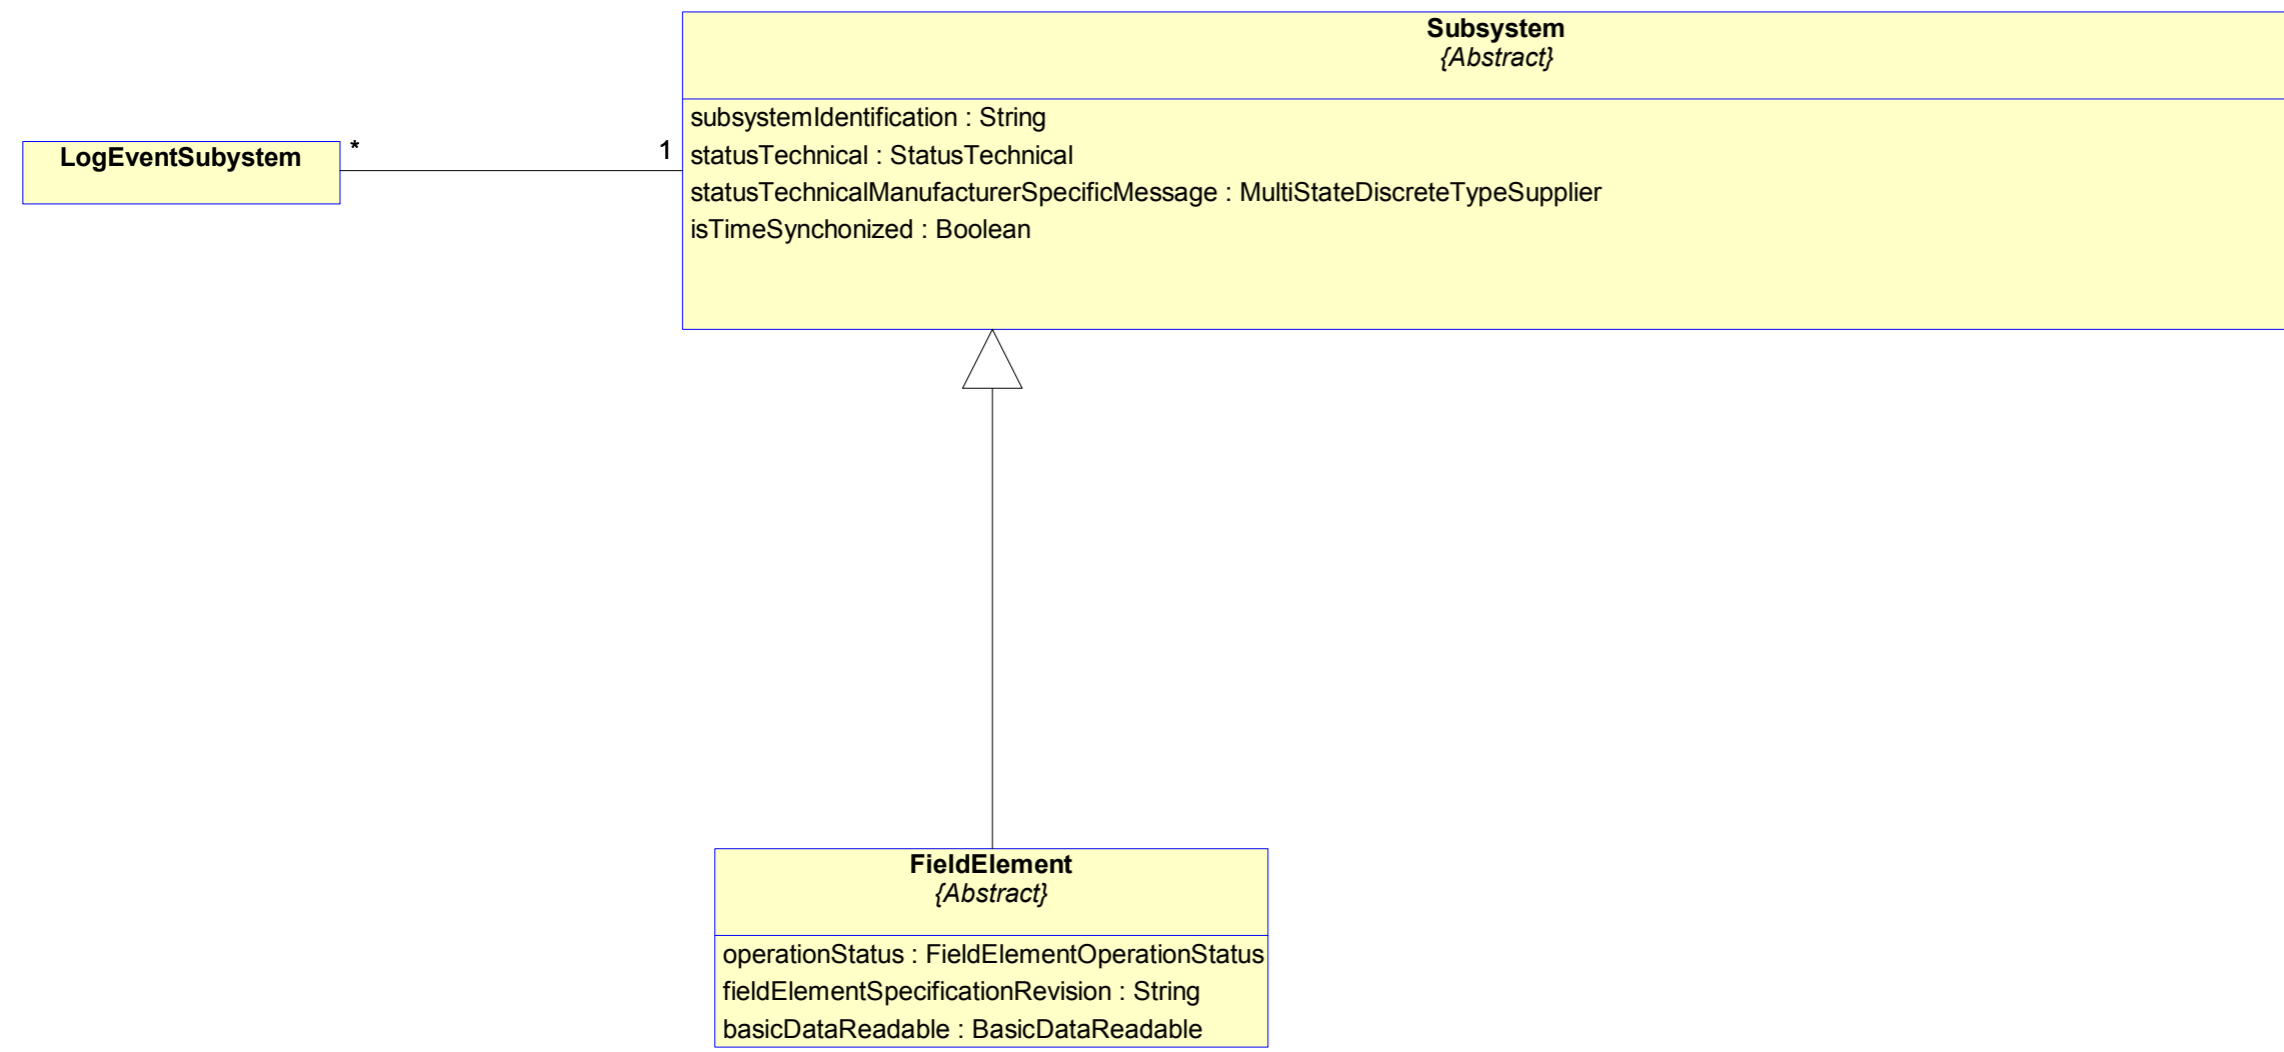 Subsystem
{Abstract}
subsystemIdentification : String
statusTechnical : StatusTechnical
statusTechnicalManufacturerSpecificMessage : MultiStateDiscreteTypeSupplier
isTimeSynchonized : Boolean
LogEventSubystem
*
1
FieldElement
{Abstract}
operationStatus : FieldElementOperationStatus
fieldElementSpecificationRevision : String
basicDataReadable : BasicDataReadable